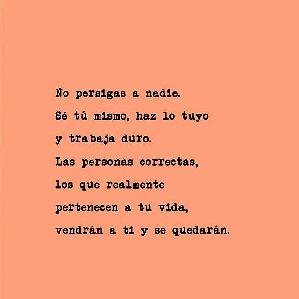 No persigas a nadie.
Sé tú mismo, haz lo tuyo
y trabaja duro.
Las personas correctas,
los que realmente
pertenecen a tu vida,
vendrán a ti y se quedarán.